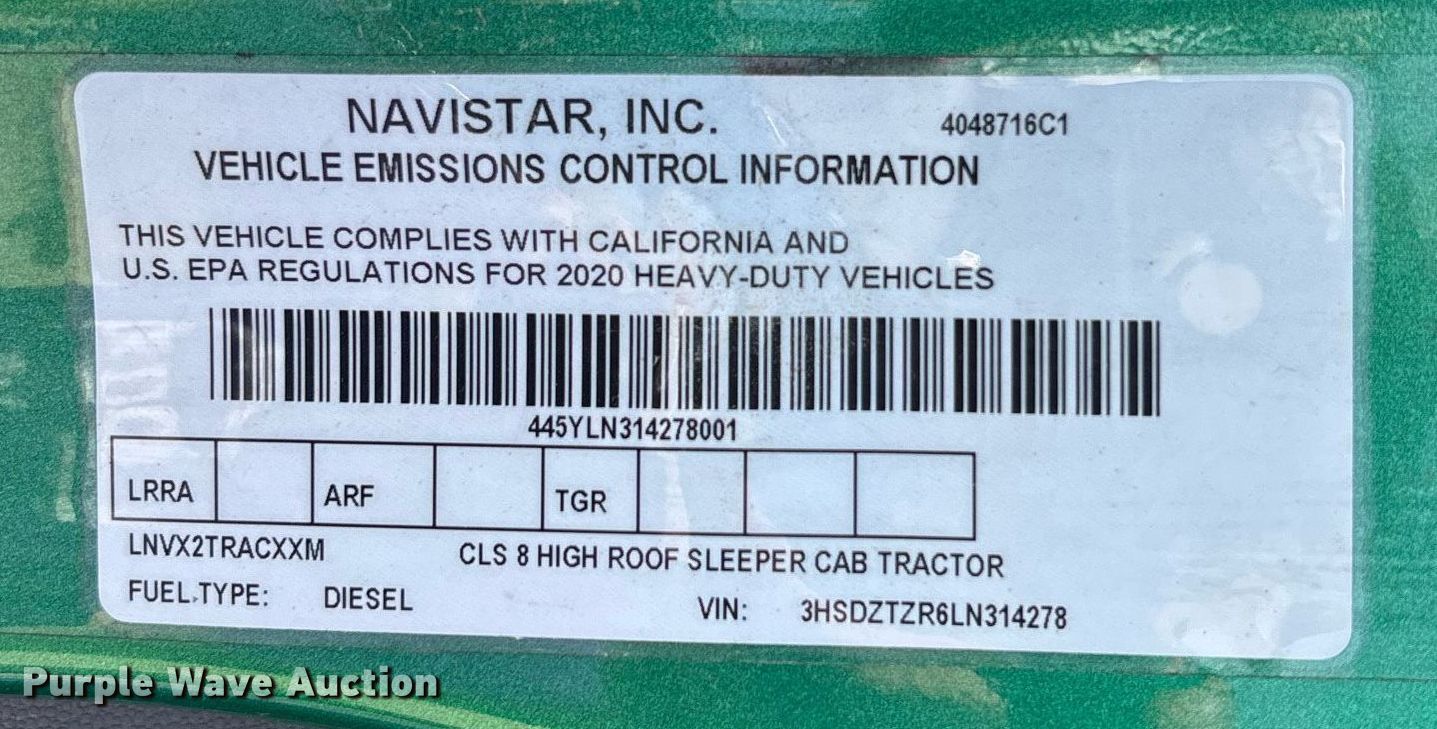 NAVISTAR, INC.
4048716C1
VEHICLE EMISSIONS CONTROL INFORMATION
THIS VEHICLE COMPLIES WITH CALIFORNIA AND
U.S. EPA REGULATIONS FOR 2020 HEAVY-DUTY VEHICLES
445YLN314278001
LRRA ARF TGR
LNVX2TRACXXM CLS 8 HIGH ROOF SLEEPER CAB TRACTOR
FUEL TYPE: DIESEL VIN: 3HSDZTZR6LN314278
Purple Wave Auction